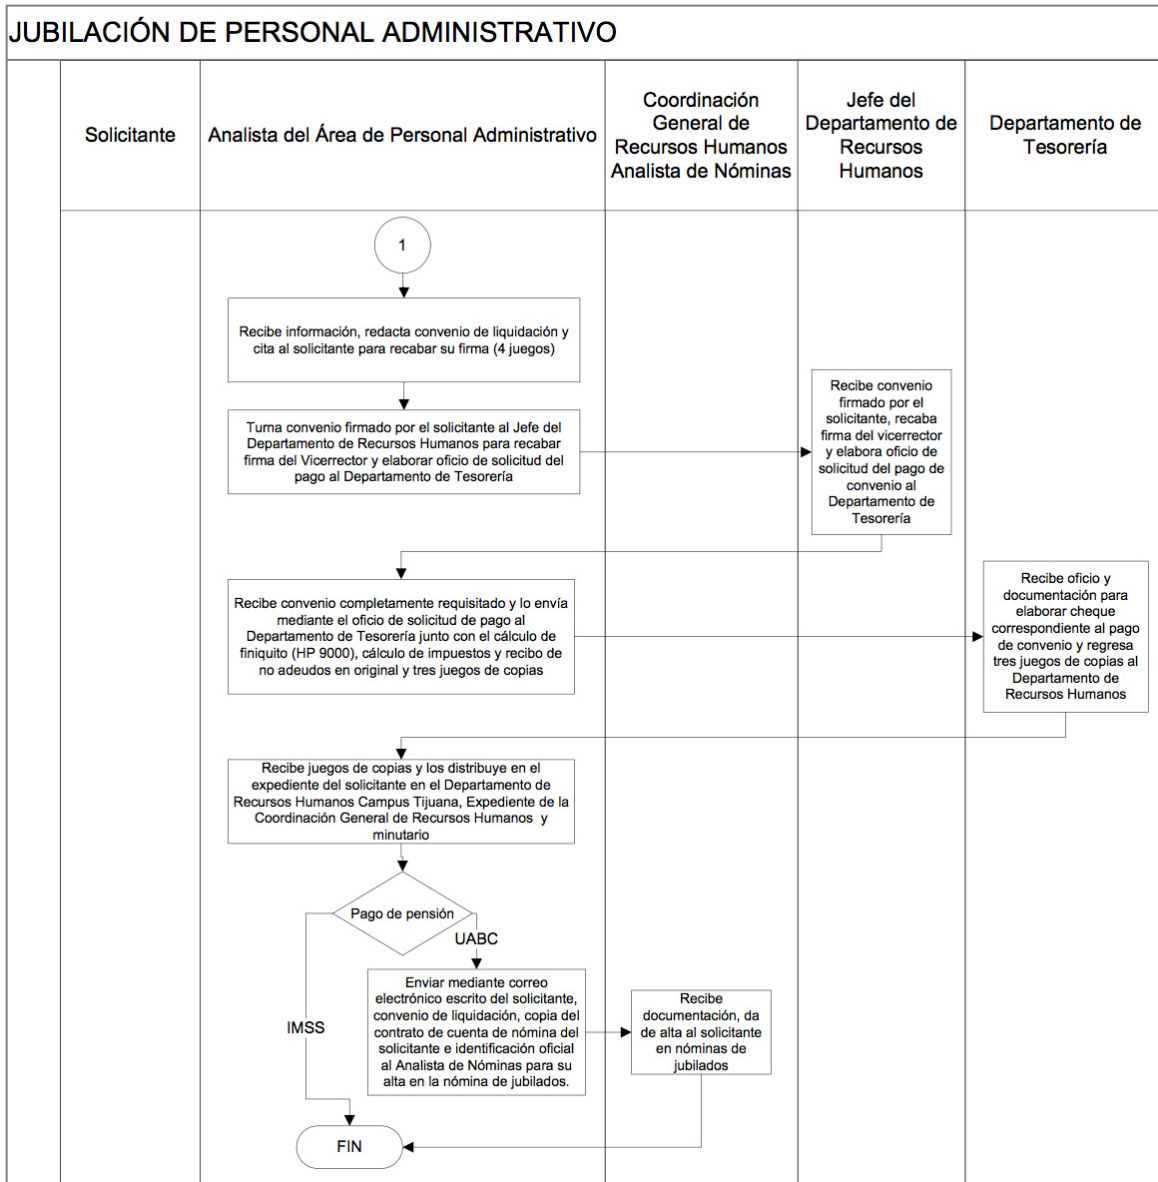 JUBILACIÓN DE PERSONAL ADMINISTRATIVO
Solicitante
Analista del Área de Personal Administrativo
Coordinación
General de
Recursos Humanos
Analista de Nóminas
Jefe del
Departamento de
Recursos
Humanos
Departamento de
Tesorería
1
Recibe información, redacta convenio de liquidación y
cita al solicitante para recabar su firma (4 juegos)
Turna convenio firmado por el solicitante al Jefe del
Departamento de Recursos Humanos para recabar
firma del Vicerrector y elaborar oficio de solicitud del
pago al Departamento de Tesorería
Recibe convenio
firmado por el
solicitante, recaba
firma del vicerrector
y elabora oficio de
solicitud del pago de
convenio al
Departamento de
Tesorería
Recibe convenio completamente requisitado y lo envía
mediante el oficio de solicitud de pago al
Departamento de Tesorería junto con el cálculo de
finiquito (HP 9000), cálculo de impuestos y recibo de
no adeudos en original y tres juegos de copias
Recibe oficio y
documentación para
elaborar cheque
correspondiente al pago
de convenio y regresa
tres juegos de copias al
Departamento de
Recursos Humanos
Recibe juegos de copias y los distribuye en el
expediente del solicitante en el Departamento de
Recursos Humanos Campus Tijuana, Expediente de la
Coordinación General de Recursos Humanos y
minutario
Pago de pensión
UABC
IMSS
Enviar mediante correo
electrónico escrito del solicitante,
convenio de liquidación, copia del
contrato de cuenta de nómina del
solicitante e identificación oficial
al Analista de Nóminas para su
alta en la nómina de jubilados.
Recibe
documentación, da
de alta al solicitante
en nóminas de
jubilados
FIN